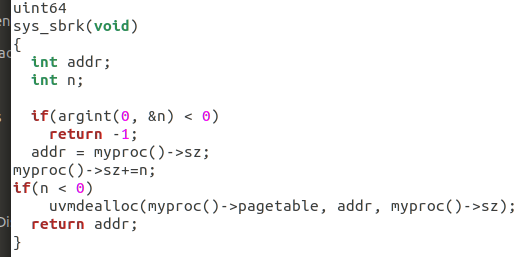 uint64
sys_sbrk(void)
{
  int addr;
  int n;

  if(argint(0, &n) < 0)
    return -1;
  addr = myproc()->sz;
myproc()->sz+=n;
if(n < 0)
    uvmdealloc(myproc()->pagetable, addr, myproc()->sz);
  return addr;
}